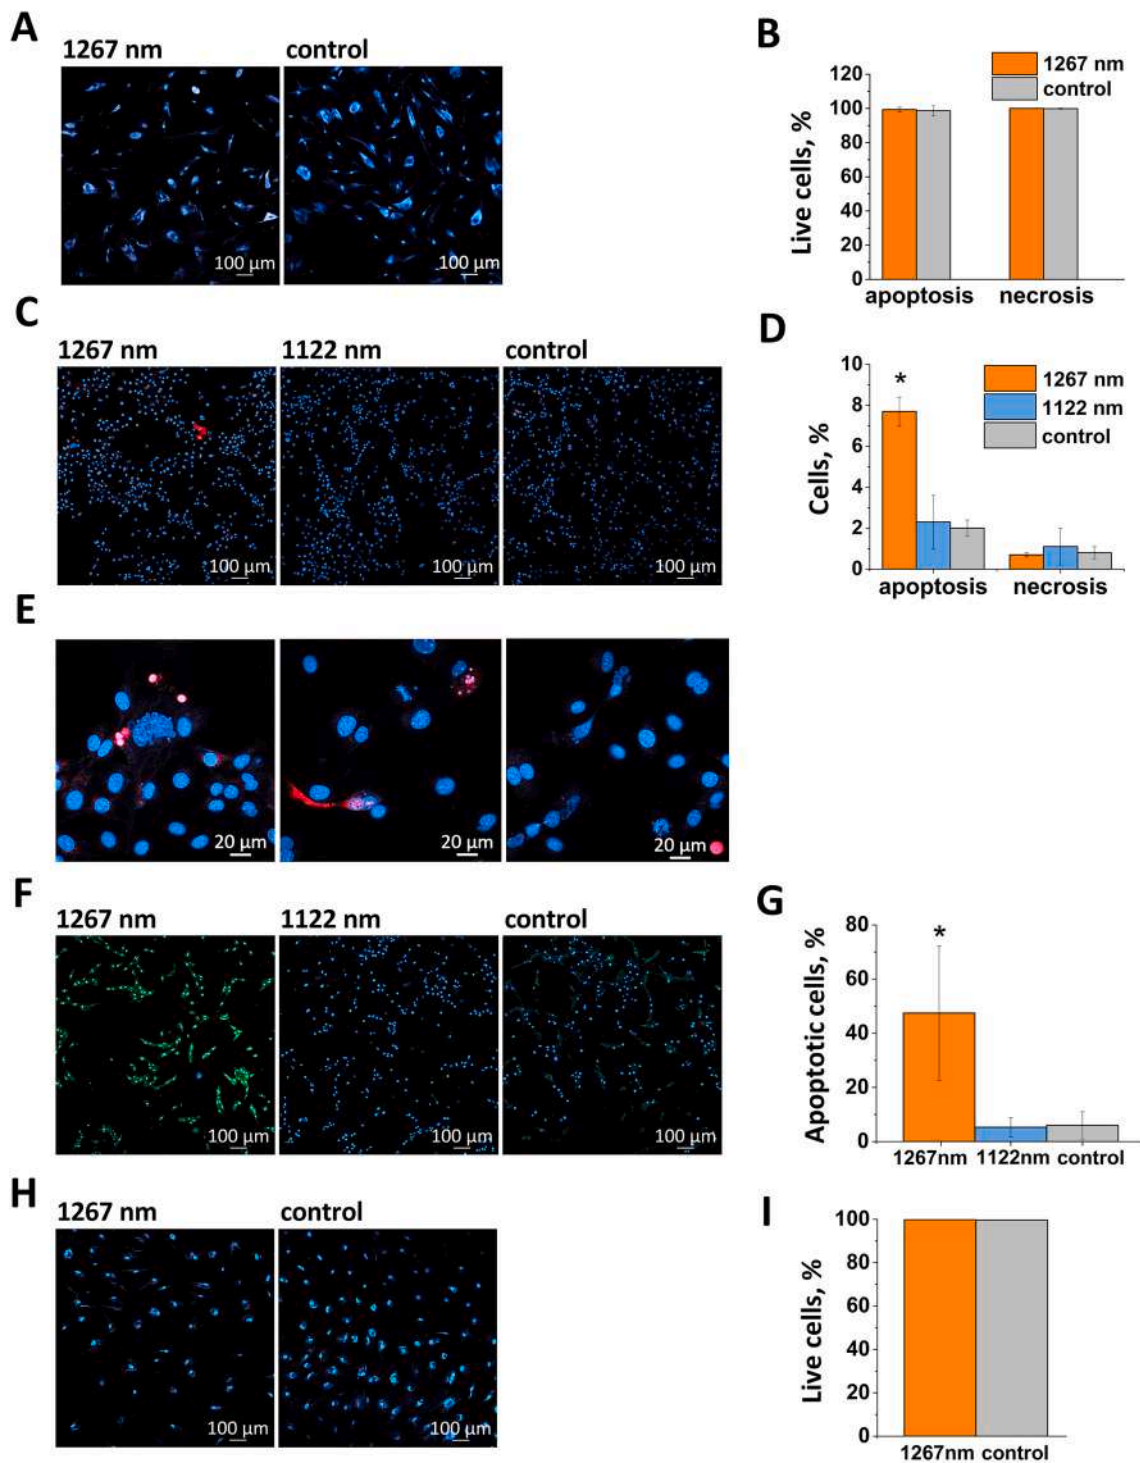 A
1267 nm control
100 µm 100 µm
B
1267 nm
control
Live cells, %
120
100
80
60
40
20
0
apoptosis necrosis
C
1267 nm 1122 nm control
100 µm 100 µm 100 µm
D
1267 nm
1122 nm
control
Cells, %
10
8
6
4
2
0
*
apoptosis necrosis
E
20 µm 20 µm 20 µm
F
1267 nm 1122 nm control
100 µm 100 µm 100 µm
G
Apoptotic cells, %
80
60
40
20
0
*
1267nm 1122nm control
H
1267 nm control
100 µm 100 µm
I
Live cells, %
100
80
60
40
20
0
1267nm control